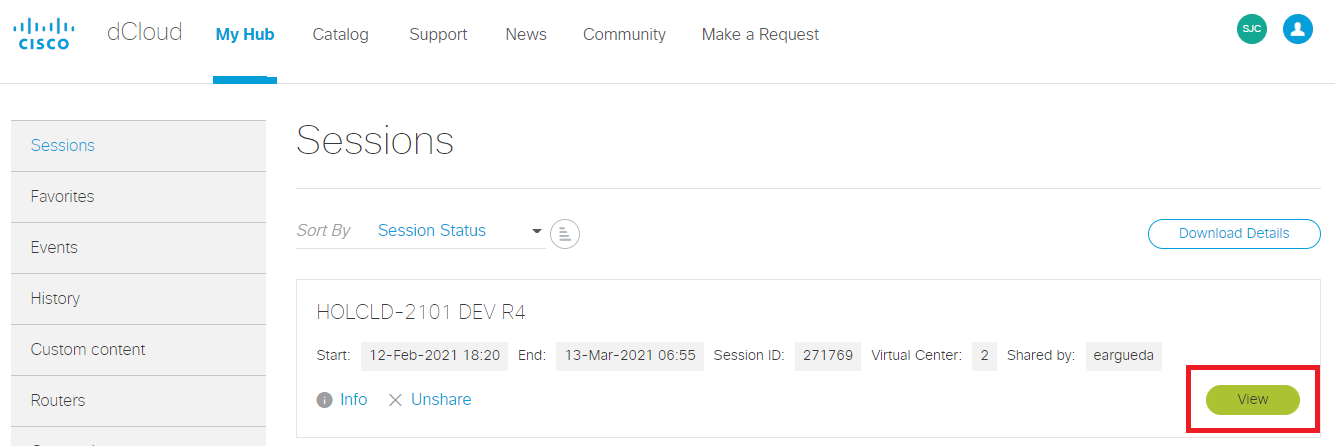 CISCO
dCloud My Hub Catalog Support News Community Make a Request SJC
Sessions
Favorites
Events
History
Custom content
Routers
Sessions
Sort By Session Status Download Details
HOLCLD-2101 DEV R4
Start: 12-Feb-2021 18:20 End: 13-Mar-2021 06:55 Session ID: 271769 Virtual Center: 2 Shared by: eargueda
Info Unshare View